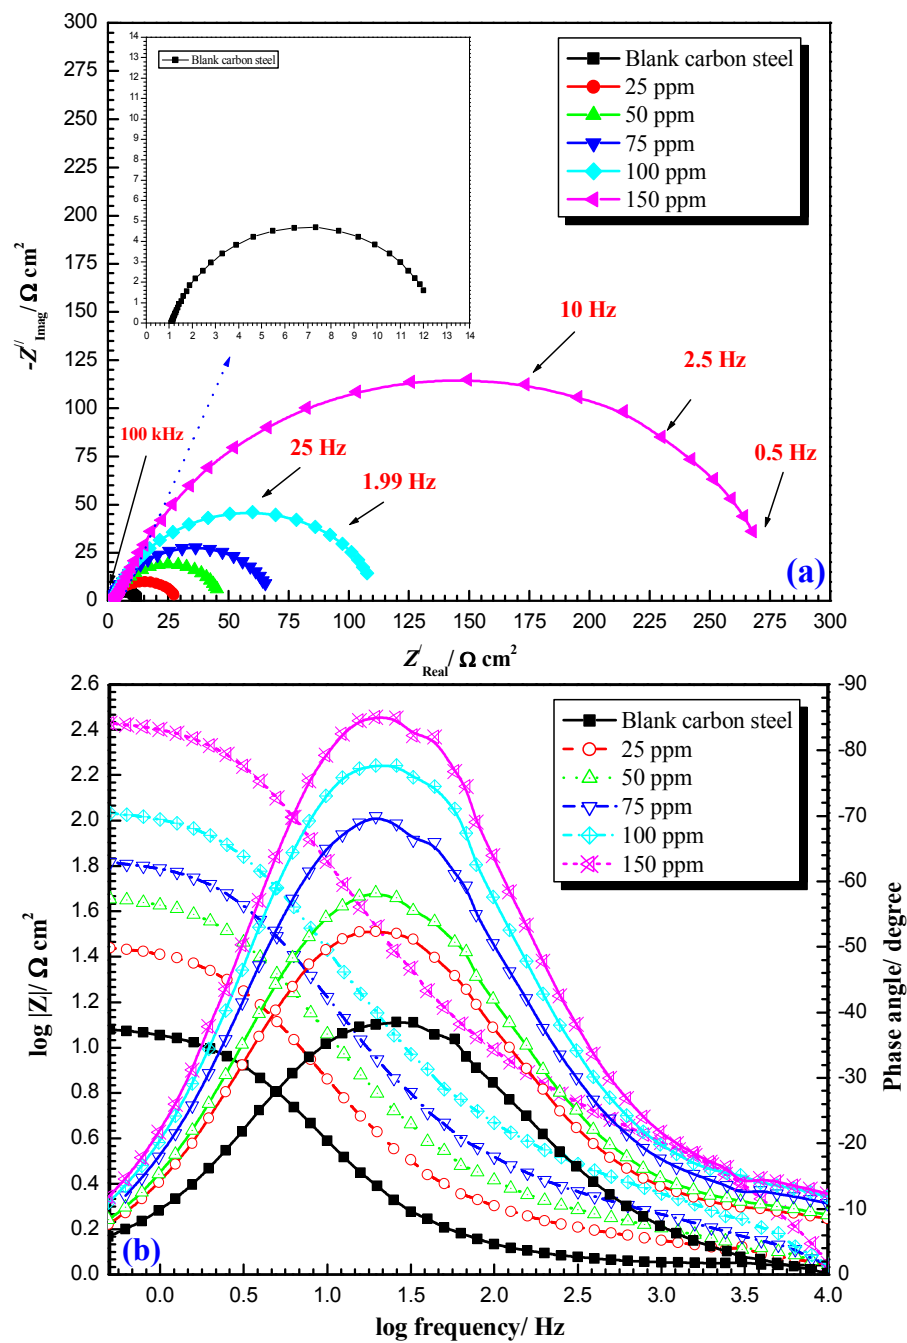 300
275
250
225
200
175
150
125
100
75
50
25
0
-Z//Imag/ Ω cm2
14
13
12
11
10
9
8
7
6
5
4
3
2
1
0
Blank carbon steel
0 1 2 3 4 5 6 7 8 9 10 11 12 13 14
Blank carbon steel
25 ppm
50 ppm
75 ppm
100 ppm
150 ppm
10 Hz
2.5 Hz
0.5 Hz
100 kHz
25 Hz
1.99 Hz
(a)
0 25 50 75 100 125 150 175 200 225 250 275 300
Z/Real/ Ω cm2
2.6
2.4
2.2
2.0
1.8
1.6
1.4
1.2
1.0
0.8
0.6
0.4
0.2
0.0
log |Z|/ Ω cm2
Blank carbon steel
25 ppm
50 ppm
75 ppm
100 ppm
150 ppm
-90
-80
-70
-60
-50
-40
-30
-20
-10
0
Phase angle/ degree
(b)
0.0 0.5 1.0 1.5 2.0 2.5 3.0 3.5 4.0
log frequency/ Hz